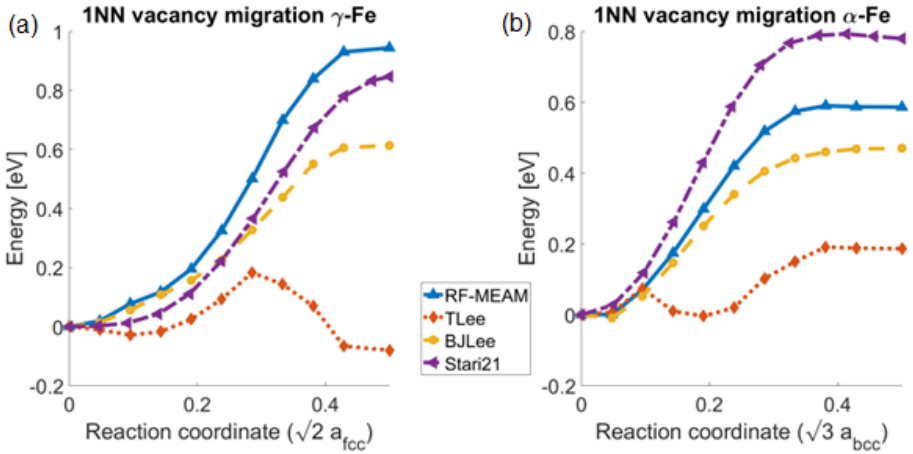 (a)
1NN vacancy migration γ-Fe
1
0.8
0.6
0.4
0.2
0
-0.2
Energy [eV]
0
0.2
0.4
Reaction coordinate (√2 a_fcc)
RF-MEAM
TLee
BJLee
Stari21
(b)
1NN vacancy migration α-Fe
0.8
0.6
0.4
0.2
0
-0.2
Energy [eV]
0
0.2
0.4
Reaction coordinate (√3 a_bcc)